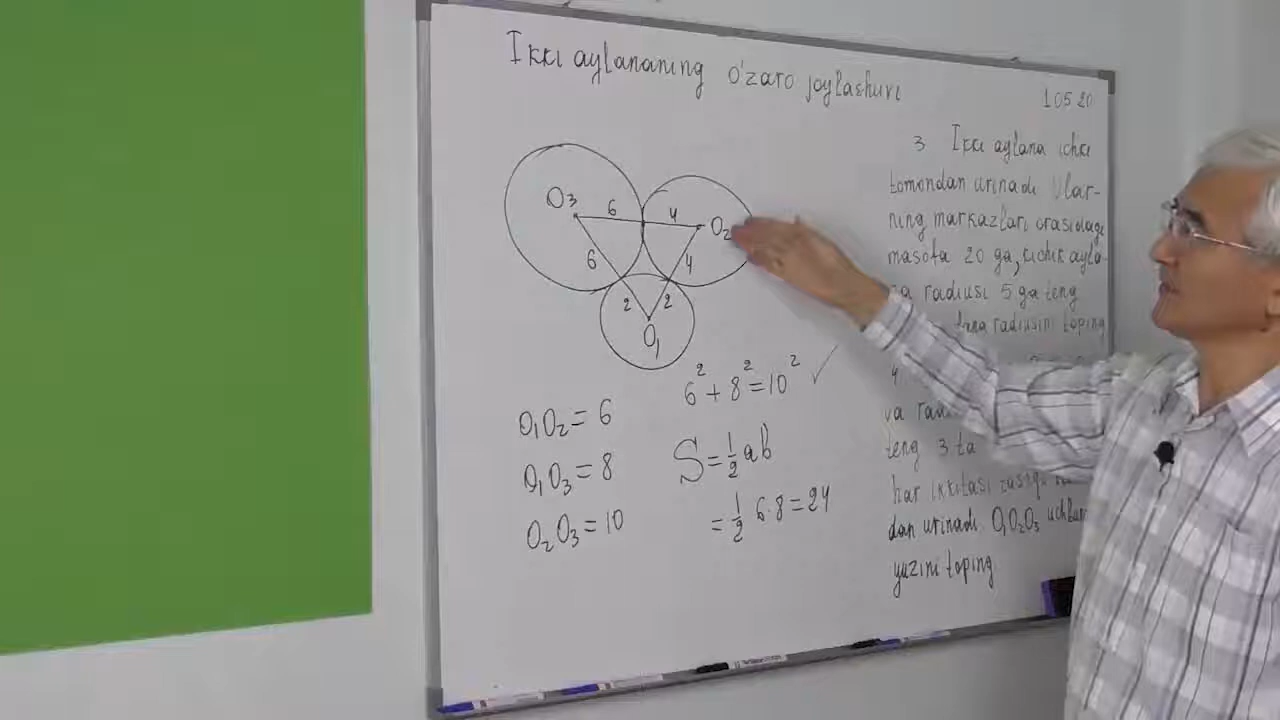 Ikki aylananing o'zaro joylashuvi
1 05 20
O3 6 4 O2
6 4
2 2
O1
O1O2 = 6
O1O3 = 8
O2O3 = 10
6² + 8² = 10² ✓
S = 1/2 ab
= 1/2 6·8 = 24
3 Ikki aylana ichki
tomondan urinadi Ular-
ning markazlari orasidagi
masofa 20 ga, kichik ayla-
radiusi 5 ga teng
radiusini toping
4
va
teng 3 ta
har ikkitasi
dan urinadi O1O2O3
yuzini toping